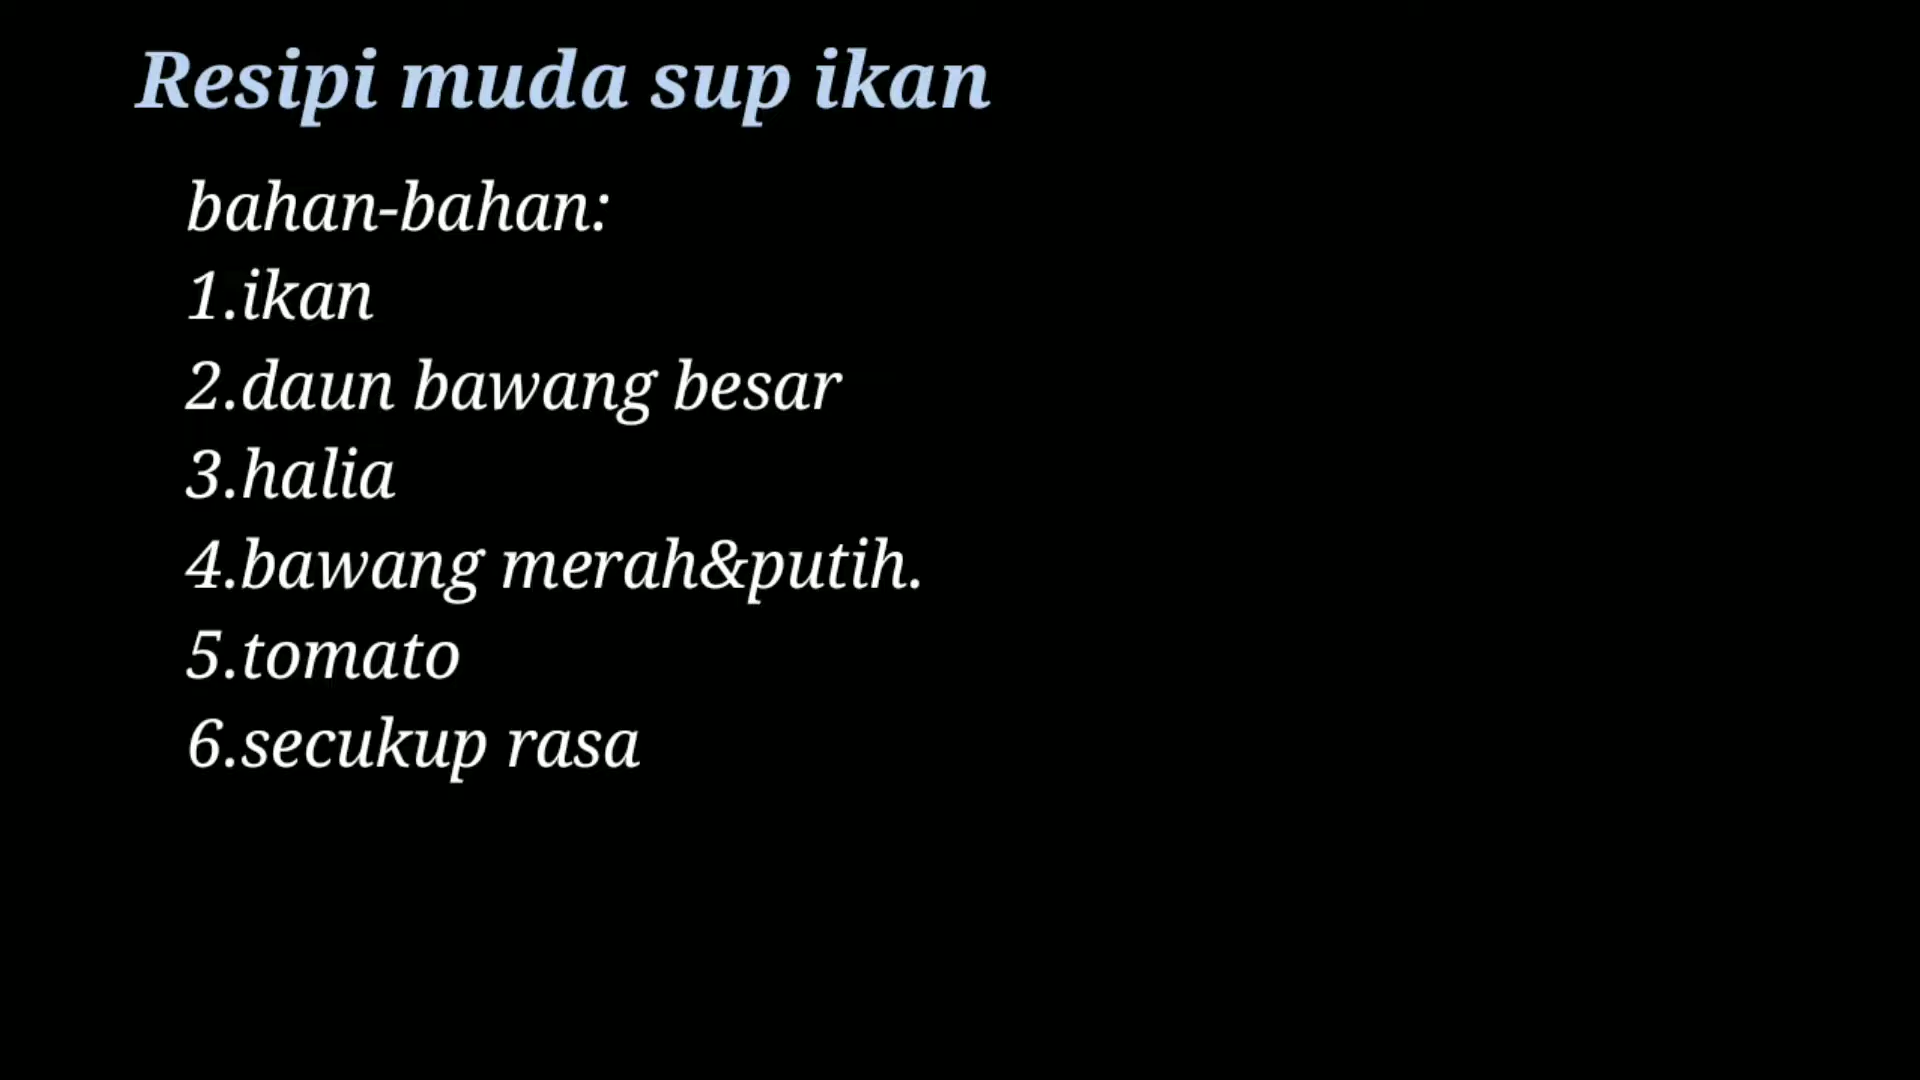 Resipi muda sup ikan
bahan-bahan:
1.ikan
2.daun bawang besar
3.halia
4.bawang merah&putih.
5.tomato
6.secukup rasa